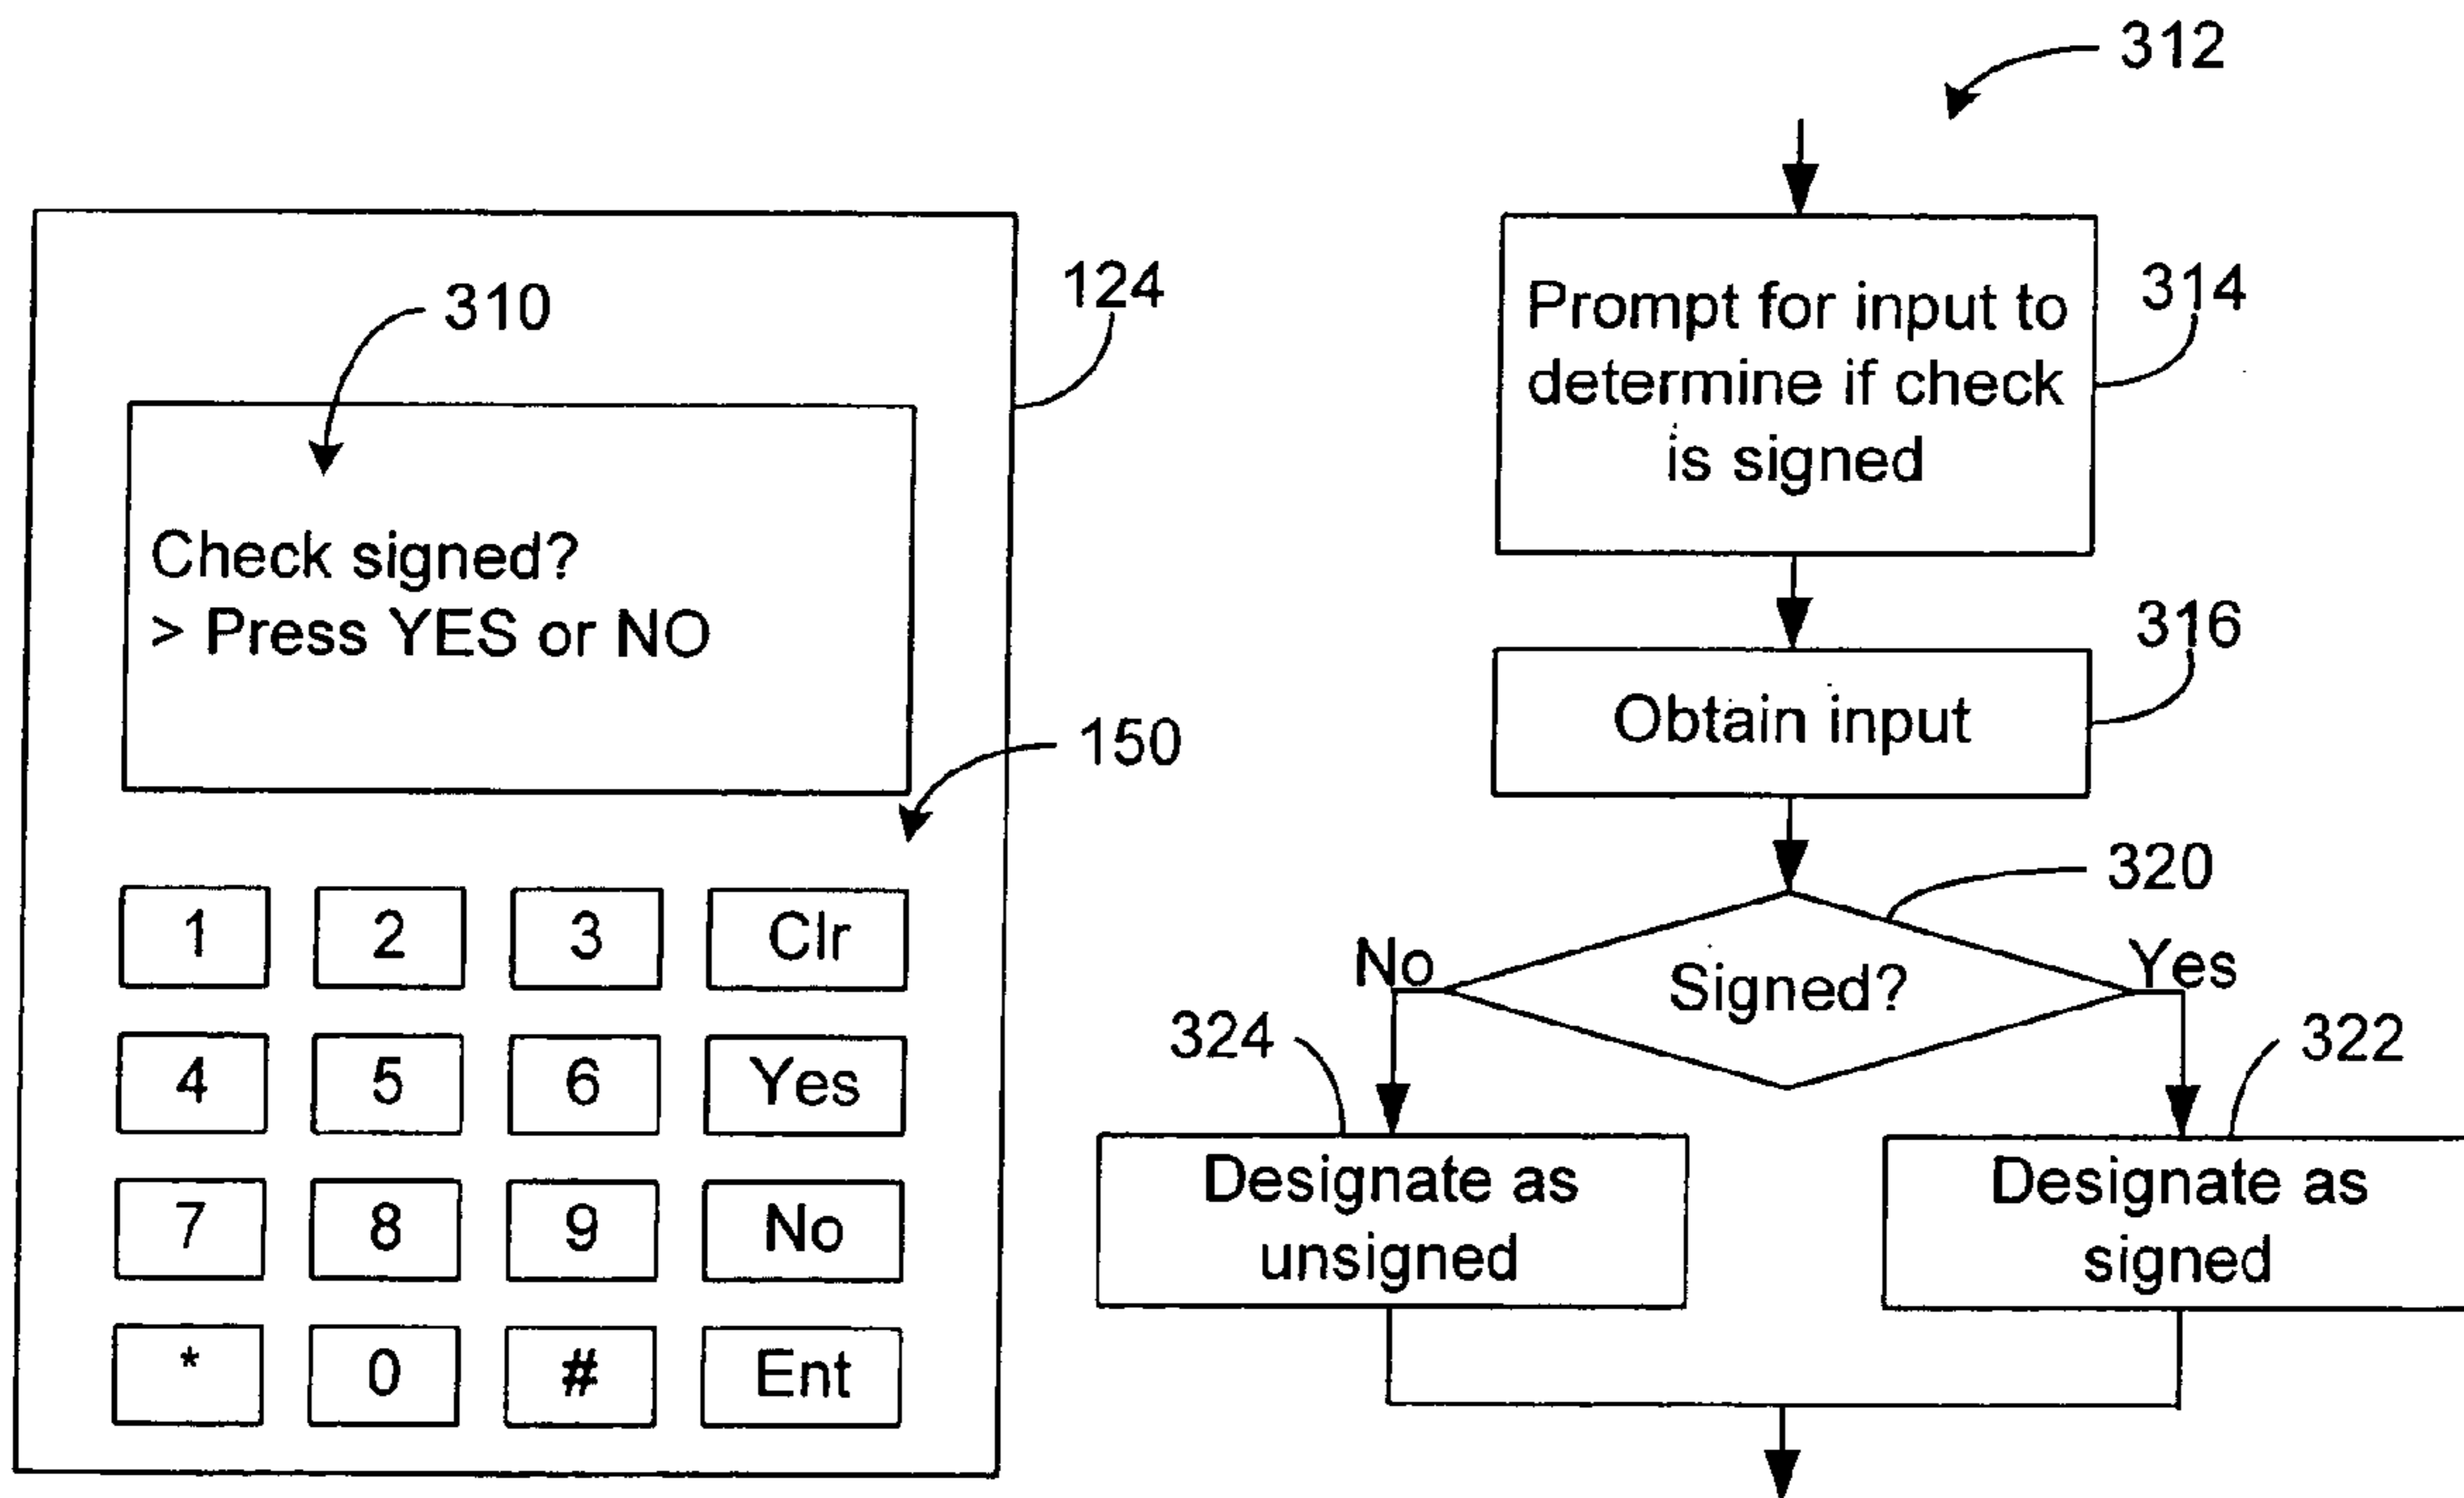 310
124
Check signed?
> Press YES or NO
150
1 2 3 Clr
4 5 6 Yes
7 8 9 No
* 0 # Ent
312
Prompt for input to
determine if check
is signed
314
Obtain input
316
320
Signed?
No
Yes
324
322
Designate as
unsigned
Designate as
signed